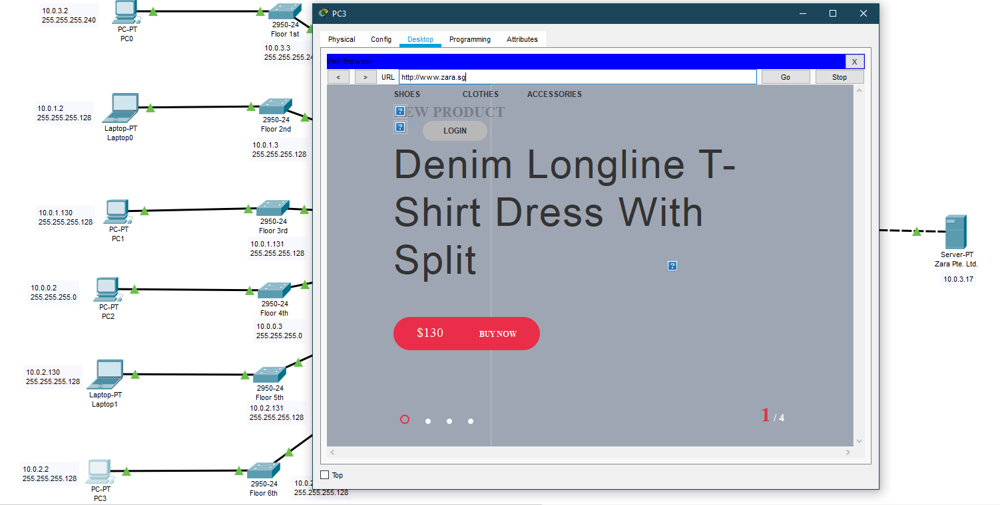 10.0.3.2
255.255.255.240
PC-PT
PC0
2950-24
Floor 1st
10.0.3.3
255.255.255.24
10.0.1.2
255.255.255.128
Laptop-PT
Laptop0
2950-24
Floor 2nd
10.0.1.3
255.255.255.128
10.0.1.130
255.255.255.128
PC-PT
PC1
2950-24
Floor 3rd
10.0.1.131
255.255.255.128
10.0.0.2
255.255.255.0
PC-PT
PC2
2950-24
Floor 4th
10.0.0.3
255.255.255.0
10.0.2.130
255.255.255.128
Laptop-PT
Laptop1
2950-24
Floor 5th
10.0.2.131
255.255.255.128
10.0.2.2
255.255.255.128
PC-PT
PC3
2950-24
Floor 6th
10.0.2
255.255.255.128
PC3
Physical Config Desktop Programming Attributes
Web Browser X
< > URL http://www.zara.sg Go Stop
SHOES CLOTHES ACCESSORIES
? EW PRODUCT
? LOGIN
Denim Longline T-
Shirt Dress With
Split
?
$130 BUY NOW
1 / 4
Top
Server-PT
Zara Pte. Ltd.
10.0.3.17